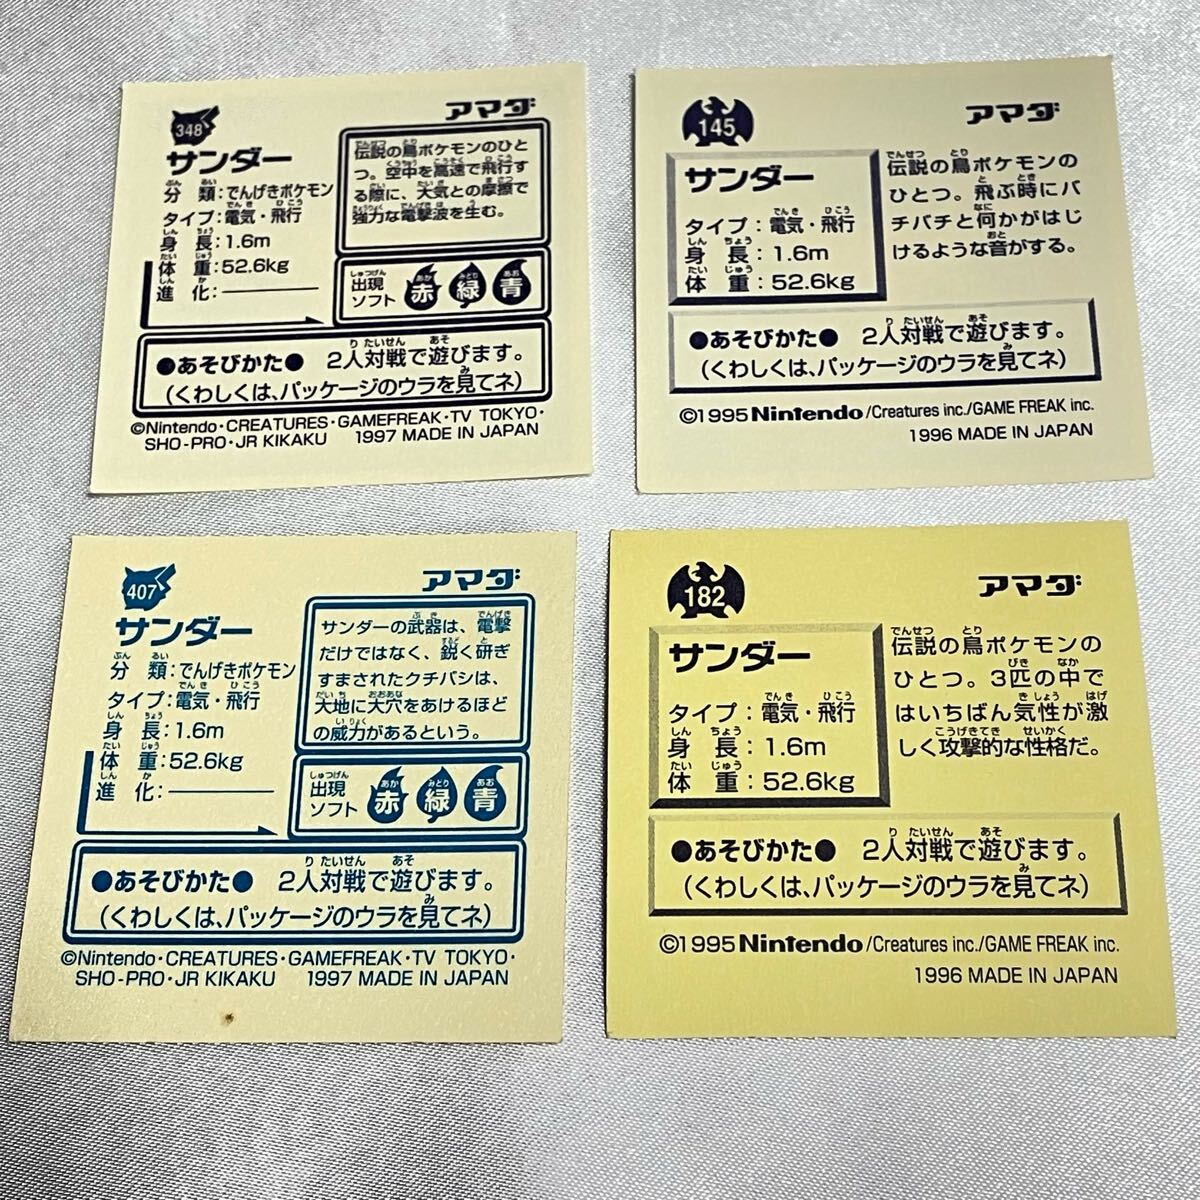 348
アマダ
サンダー
分類:でんげきポケモン
タイプ:電気・飛行
身長:1.6m
体重:52.6kg
進化:————
伝説の鳥ポケモンのひと
つ。空中を高速で飛行す
る際に、大気との摩擦で
強力な電撃波を生む。
出現
ソフト
赤 緑 青
●あそびかた● 2人対戦で遊びます。
(くわしくは、パッケージのウラを見てネ)
©Nintendo・CREATURES・GAMEFREAK・TV TOKYO・
SHO-PRO・JR KIKAKU 1997 MADE IN JAPAN
145
アマダ
サンダー
タイプ:電気・飛行
身長:1.6m
体重:52.6kg
伝説の鳥ポケモンの
ひとつ。飛ぶ時にバ
チバチと何かがはじ
けるような音がする。
●あそびかた● 2人対戦で遊びます。
(くわしくは、パッケージのウラを見てネ)
©1995 Nintendo/Creatures inc./GAME FREAK inc.
1996 MADE IN JAPAN
407
アマダ
サンダー
分類:でんげきポケモン
タイプ:電気・飛行
身長:1.6m
体重:52.6kg
進化:————
サンダーの武器は、電撃
だけではなく、鋭く研ぎ
すまされたクチバシは、
大地に大穴をあけるほど
の威力があるという。
出現
ソフト
赤 緑 青
●あそびかた● 2人対戦で遊びます。
(くわしくは、パッケージのウラを見てネ)
©Nintendo・CREATURES・GAMEFREAK・TV TOKYO・
SHO-PRO・JR KIKAKU 1997 MADE IN JAPAN
182
アマダ
サンダー
タイプ:電気・飛行
身長:1.6m
体重:52.6kg
伝説の鳥ポケモンの
ひとつ。3匹の中で
はいちばん気性が激
しく攻撃的な性格だ。
●あそびかた● 2人対戦で遊びます。
(くわしくは、パッケージのウラを見てネ)
©1995 Nintendo/Creatures inc./GAME FREAK inc.
1996 MADE IN JAPAN